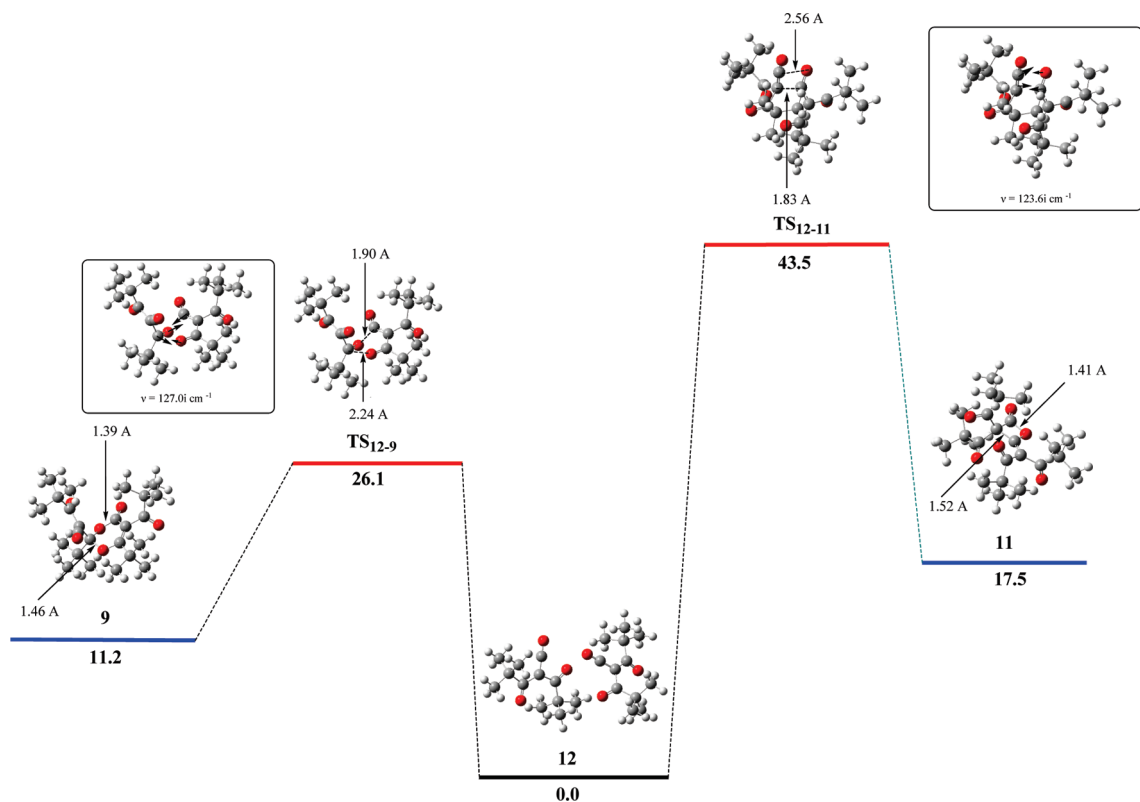 2.56 A
1.83 A
TS12-11
43.5
ν = 123.6i cm -1
1.90 A
2.24 A
TS12-9
26.1
ν = 127.0i cm -1
1.39 A
1.46 A
9
11.2
1.41 A
1.52 A
11
17.5
12
0.0